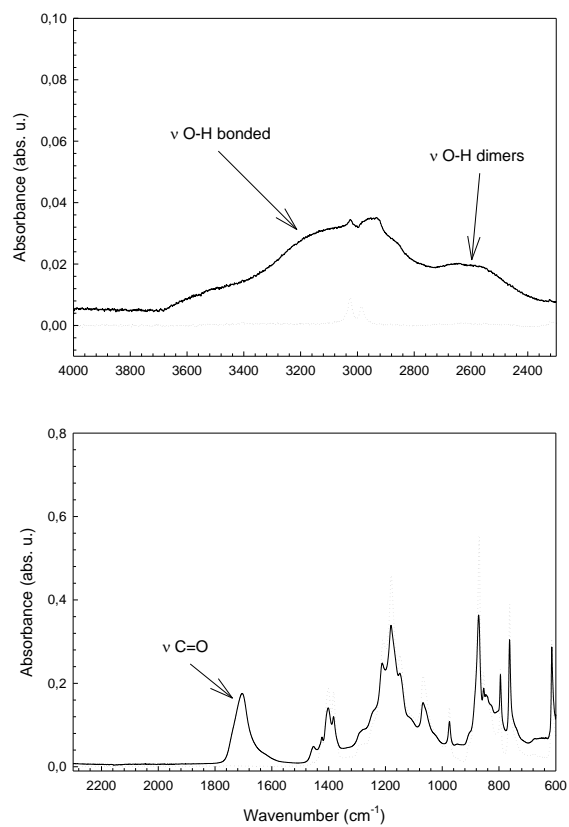 0,10
0,08
0,06
0,04
0,02
0,00
Absorbance (abs. u.)
ν O-H bonded
ν O-H dimers
4000 3800 3600 3400 3200 3000 2800 2600 2400
0,8
0,6
0,4
0,2
0,0
Absorbance (abs. u.)
ν C=O
2200 2000 1800 1600 1400 1200 1000 800 600
Wavenumber (cm⁻¹)